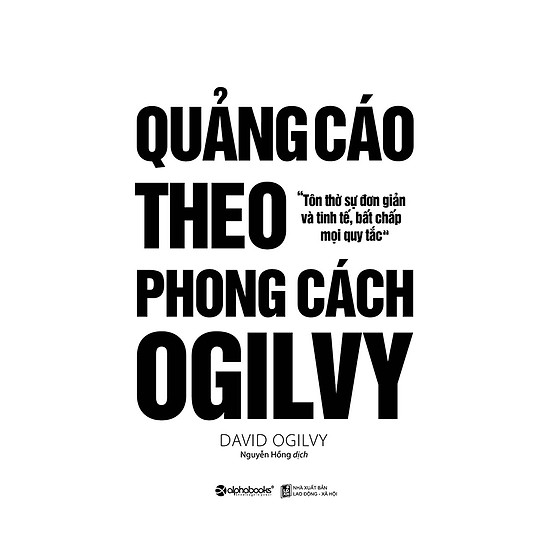 QUẢNG CÁO
THEO
“Tôn thờ sự đơn giản
và tinh tế, bất chấp
mọi quy tắc“
PHONG CÁCH
OGILVY
DAVID OGILVY
Nguyễn Hồng dịch
alphabooks®
NHÀ XUẤT BẢN
LAO ĐỘNG - XÃ HỘI